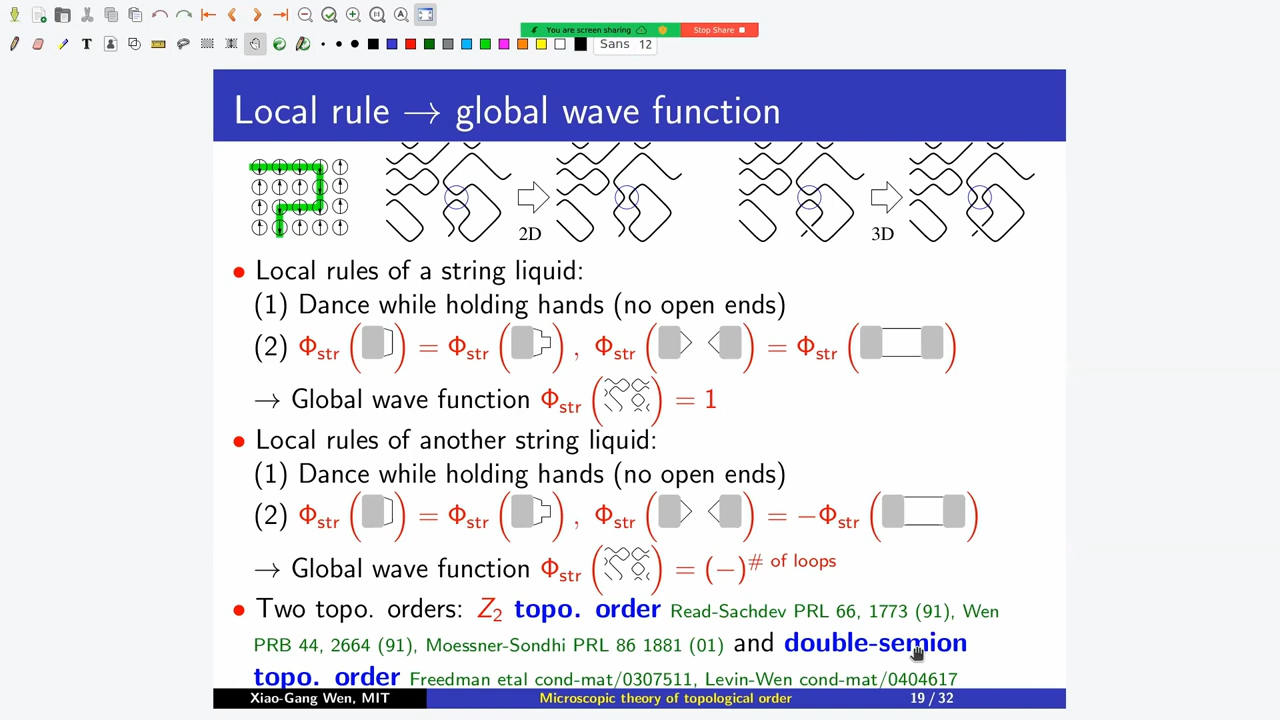 You are screen sharing
Stop Share
Sans 12
Local rule → global wave function
2D
3D
• Local rules of a string liquid:
(1) Dance while holding hands (no open ends)
(2) Φstr ( ) = Φstr ( ), Φstr ( ) = Φstr ( )
→ Global wave function Φstr ( ) = 1
• Local rules of another string liquid:
(1) Dance while holding hands (no open ends)
(2) Φstr ( ) = Φstr ( ), Φstr ( ) = −Φstr ( )
→ Global wave function Φstr ( ) = (−)# of loops
• Two topo. orders: Z2 topo. order Read-Sachdev PRL 66, 1773 (91), Wen
PRB 44, 2664 (91), Moessner-Sondhi PRL 86 1881 (01) and double-semion
topo. order Freedman etal cond-mat/0307511, Levin-Wen cond-mat/0404617
Xiao-Gang Wen, MIT
Microscopic theory of topological order
19 / 32